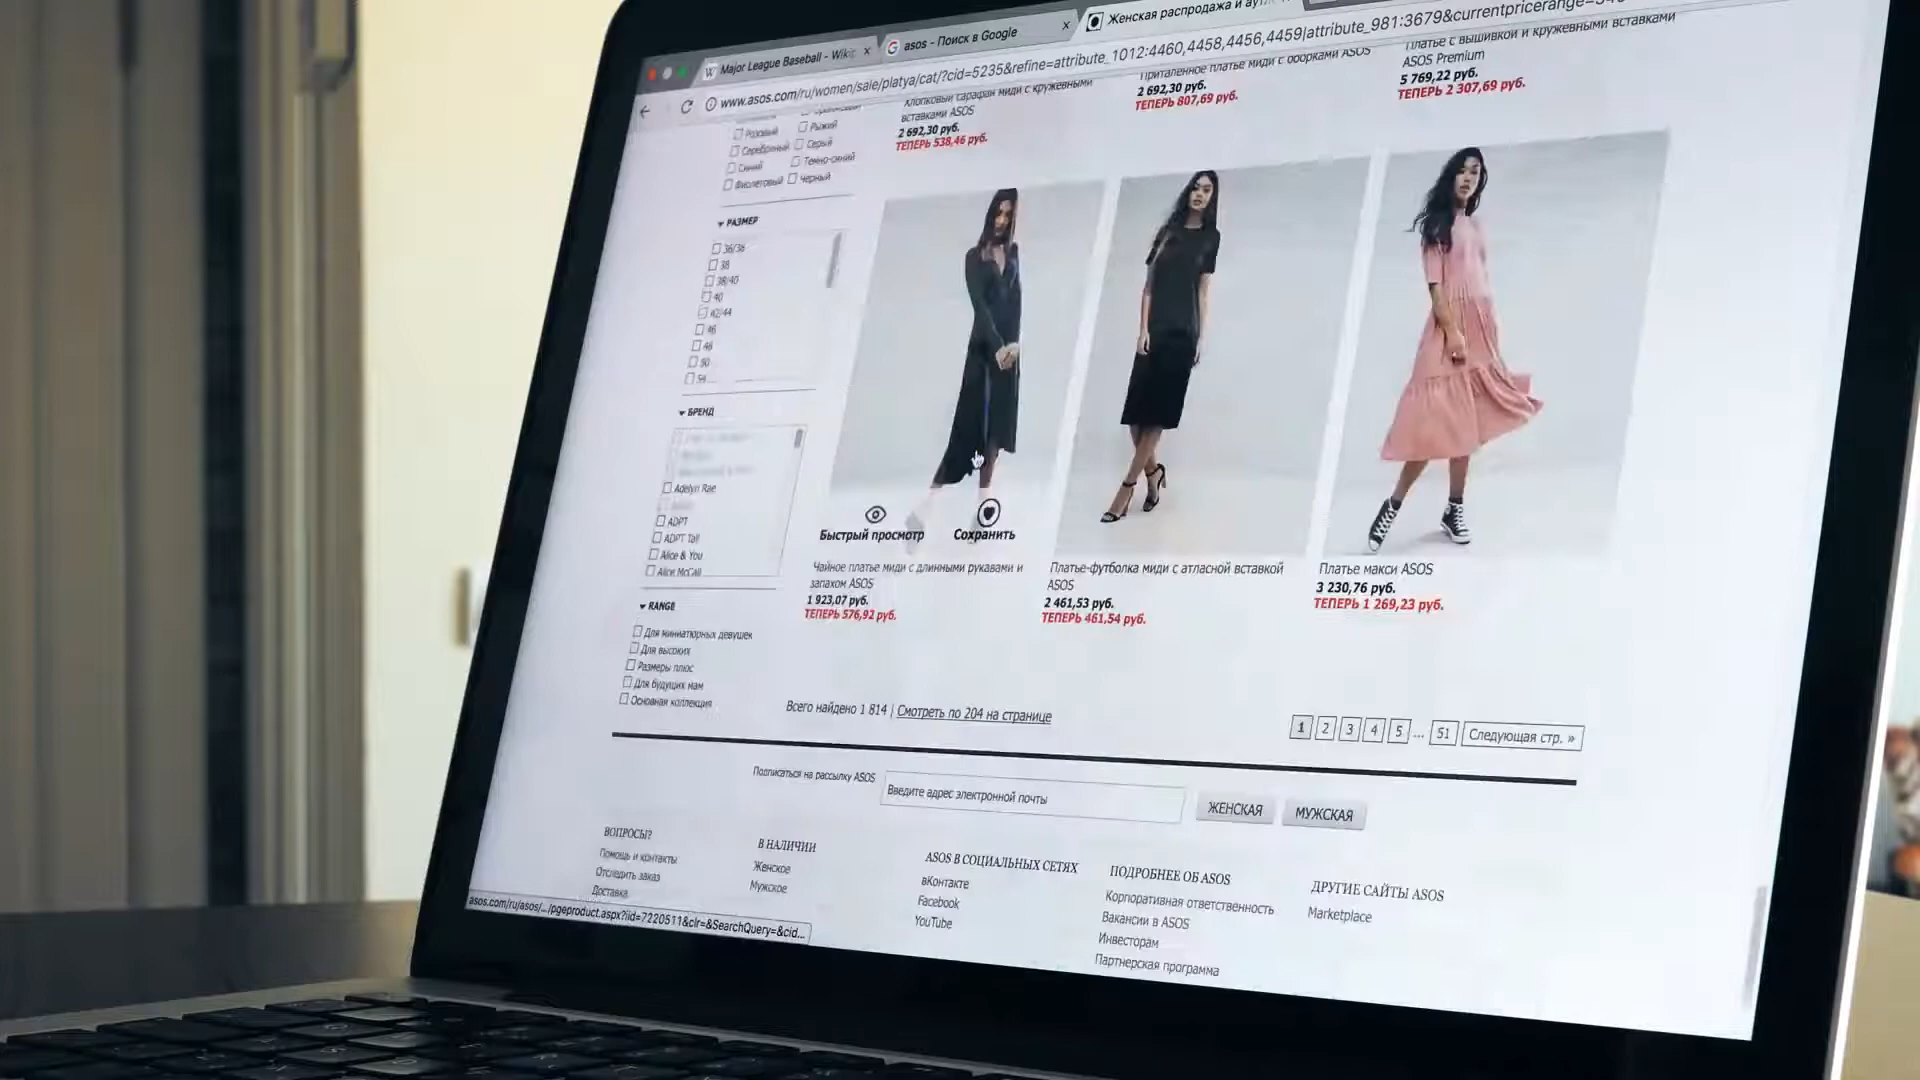 Major League Baseball - Wiki
asos - Поиск в Google
Женская распродажа и аут
www.asos.com/ru/women/sale/platya/cat/?cid=5235&refine=attribute_1012:4460,4458,4456,4459|attribute_981:3679&currentpricerange=
Хлопковый сарафан миди с кружевными
вставками ASOS
2 692,30 руб.
ТЕПЕРЬ 538,46 руб.
Приталенное платье миди с оборками ASOS
2 692,30 руб.
ТЕПЕРЬ 807,69 руб.
Платье с вышивкой и кружевными вставками
ASOS Premium
5 769,22 руб.
ТЕПЕРЬ 2 307,69 руб.
Розовый Рыжий
Серебряный Серый
Синий Темно-синий
Фиолетовый Черный
РАЗМЕР
36/38
38
38/40
40
42/44
46
48
50
54
БРЕНД
Adelyn Rae
ADPT
ADPT Tall
Alice & You
Alice McCall
RANGE
Для миниатюрных девушек
Для высоких
Размеры плюс
Для будущих мам
Основная коллекция
Быстрый просмотр
Сохранить
Чайное платье миди с длинными рукавами и
запахом ASOS
1 923,07 руб.
ТЕПЕРЬ 576,92 руб.
Платье-футболка миди с атласной вставкой
ASOS
2 461,53 руб.
ТЕПЕРЬ 461,54 руб.
Платье макси ASOS
3 230,76 руб.
ТЕПЕРЬ 1 269,23 руб.
Всего найдено 1 814 | Смотреть по 204 на странице
1 2 3 4 5 ... 51 Следующая стр. »
Подписаться на рассылку ASOS
Введите адрес электронной почты
ЖЕНСКАЯ
МУЖСКАЯ
ВОПРОСЫ?
Помощь и контакты
Отследить заказ
Доставка
В НАЛИЧИИ
Женское
Мужское
ASOS В СОЦИАЛЬНЫХ СЕТЯХ
вКонтакте
Facebook
YouTube
ПОДРОБНЕЕ ОБ ASOS
Корпоративная ответственность
Вакансии в ASOS
Инвесторам
Партнерская программа
ДРУГИЕ САЙТЫ ASOS
Marketplace
asos.com/ru/asos/.../pgeproduct.aspx?iid=7220511&clr=&SearchQuery=&cid...